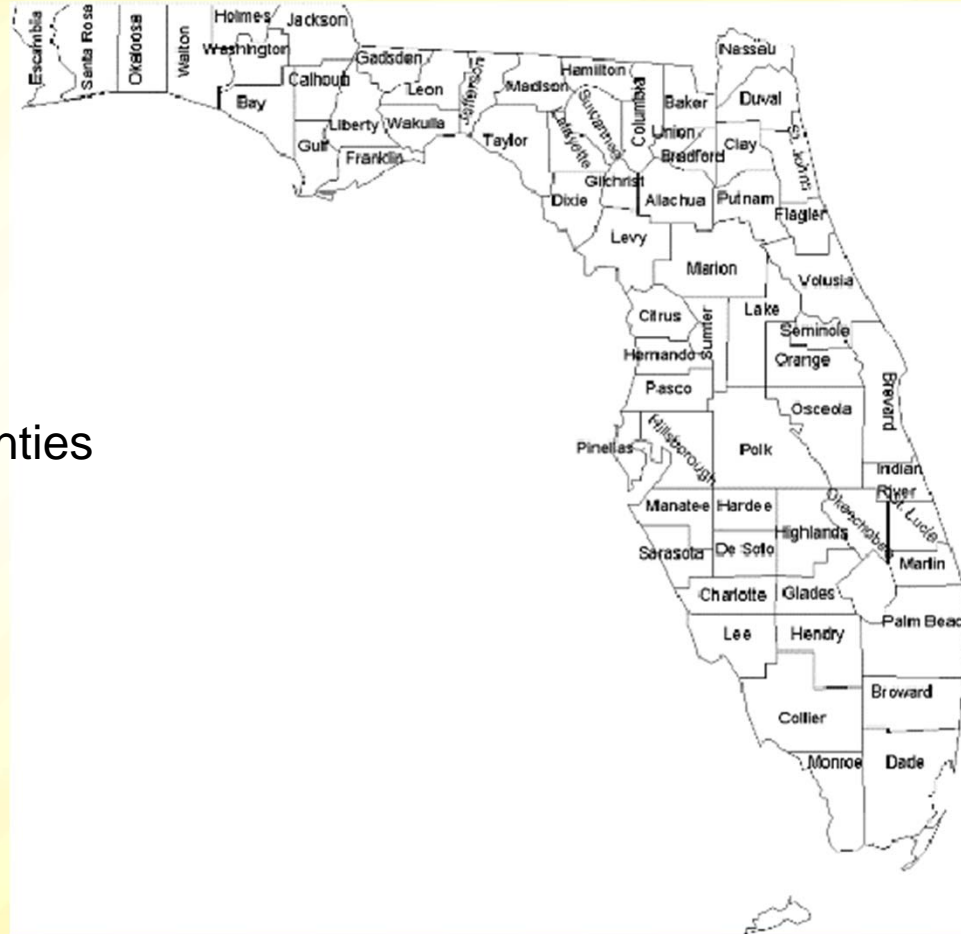 Escambia
Santa Rosa
Okaloosa
Walton
Holmes
Jackson
Washington
Bay
Calhoun
Gulf
Liberty
Gadsden
Leon
Wakulla
Franklin
Jefferson
Madison
Taylor
Hamilton
Suwannee
Lafayette
Dixie
Columbia
Gilchrist
Levy
Baker
Union
Bradford
Alachua
Nassau
Duval
Clay
St. Johns
Putnam
Flagler
Marion
Volusia
Citrus
Sumter
Lake
Seminole
Hernando
Orange
Pasco
Osceola
Brevard
nties
Pinellas
Hillsborough
Polk
Indian
River
Manatee
Hardee
Highlands
Okeechobee
St. Lucie
Sarasota
De Soto
Martin
Charlotte
Glades
Palm Beac
Lee
Hendry
Broward
Collier
Monroe
Dade